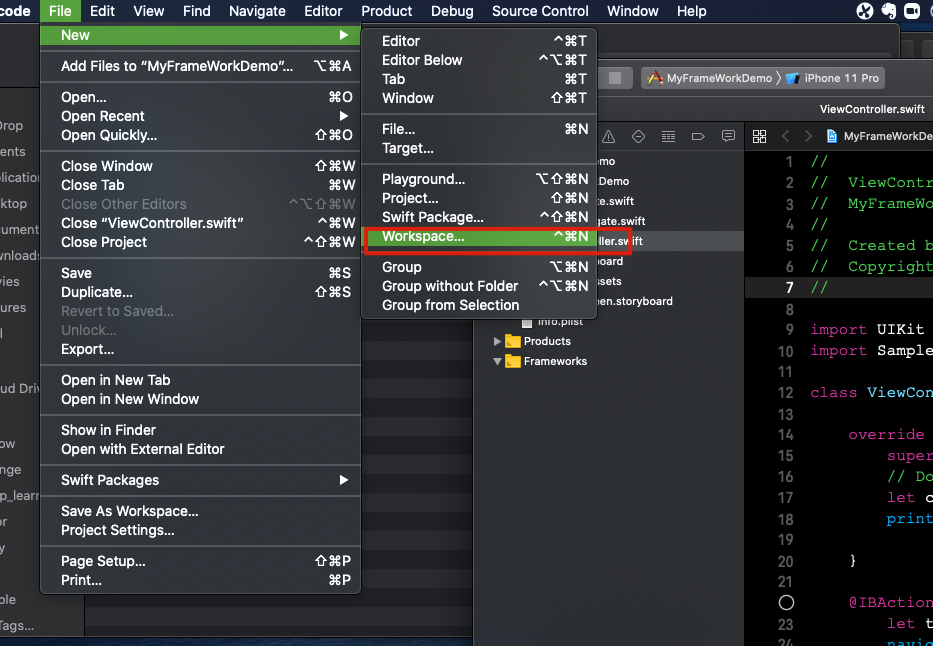 code File Edit View Find Navigate Editor Product Debug Source Control Window Help
New
Add Files to “MyFrameWorkDemo”... ⌥⌘A
Open... ⌘O
Open Recent
Open Quickly... ⇧⌘O
Close Window ⇧⌘W
Close Tab ⌘W
Close Other Editors ^⌥⇧⌘W
Close “ViewController.swift” ^⌘W
Close Project ^⇧⌘W
Save ⌘S
Duplicate... ⇧⌘S
Revert to Saved...
Unlock...
Export...
Open in New Tab
Open in New Window
Show in Finder
Open with External Editor
Swift Packages
Save As Workspace...
Project Settings...
Page Setup... ⇧⌘P
Print... ⌘P
Editor ^⌘T
Editor Below ^⌥⌘T
Tab ⌘T
Window ⇧⌘T
File... ⌘N
Target...
Playground... ⌥⇧⌘N
Project... ⇧⌘N
Swift Package... ^⇧⌘N
Workspace... ^⌘N
Group ⌥⌘N
Group without Folder ^⌥⌘N
Group from Selection
MyFrameWorkDemo 〉 iPhone 11 Pro
ViewController.swift
MyFrameWorkDe
emo
Demo
te.swift
gate.swift
ller.swift
board
ssets
een.storyboard
Info.plist
Products
Frameworks
1 //
2 // ViewContr
3 // MyFrameWo
4 //
5 // Created b
6 // Copyright
7 //
8
9 import UIKit
10 import Sample
11
12 class ViewCon
13
14 override
15 super
16 // Do
17 let c
18 print
19
20 }
21
@IBAction
23 let t
24 navig
Drop
ents
plication
ktop
cument
wnloads
vies
tures
ud Driv
ow
nge
p_learn
or
y
ple
Tags...